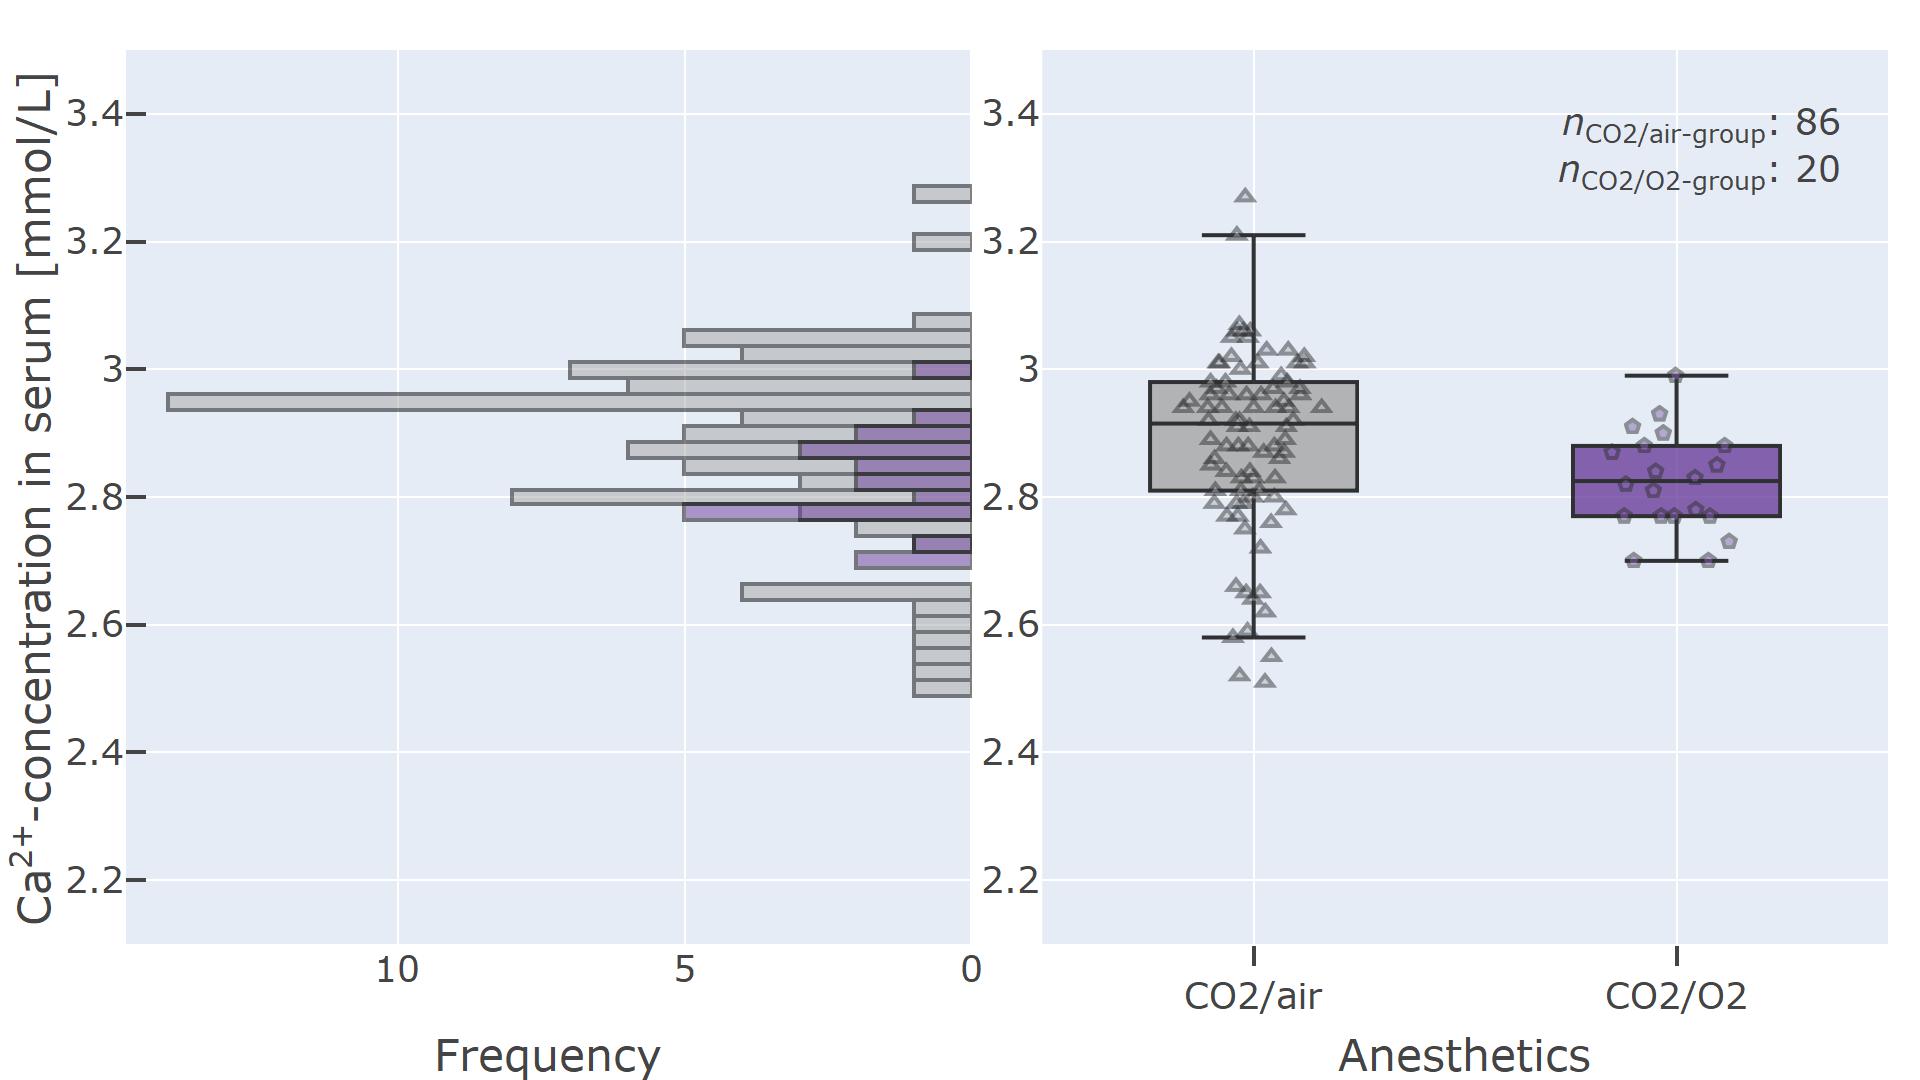 Ca²⁺-concentration in serum [mmol/L]
3.4
3.2
3
2.8
2.6
2.4
2.2
10
5
0
Frequency
3.4
3.2
3
2.8
2.6
2.4
2.2
nCO2/air-group: 86
nCO2/O2-group: 20
CO2/air
CO2/O2
Anesthetics